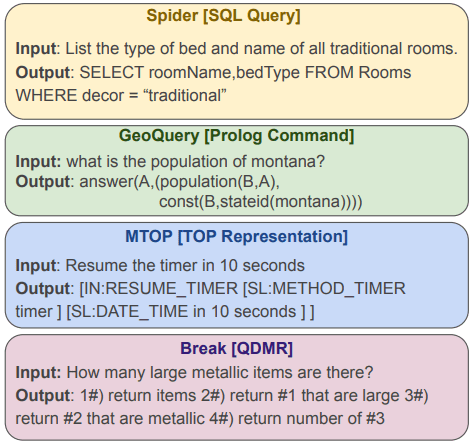 Spider [SQL Query]
Input: List the type of bed and name of all traditional rooms.
Output: SELECT roomName,bedType FROM Rooms
WHERE decor = “traditional”
GeoQuery [Prolog Command]
Input: what is the population of montana?
Output: answer(A,(population(B,A),
const(B,stateid(montana))))
MTOP [TOP Representation]
Input: Resume the timer in 10 seconds
Output: [IN:RESUME_TIMER [SL:METHOD_TIMER
timer ] [SL:DATE_TIME in 10 seconds ] ]
Break [QDMR]
Input: How many large metallic items are there?
Output: 1#) return items 2#) return #1 that are large 3#)
return #2 that are metallic 4#) return number of #3